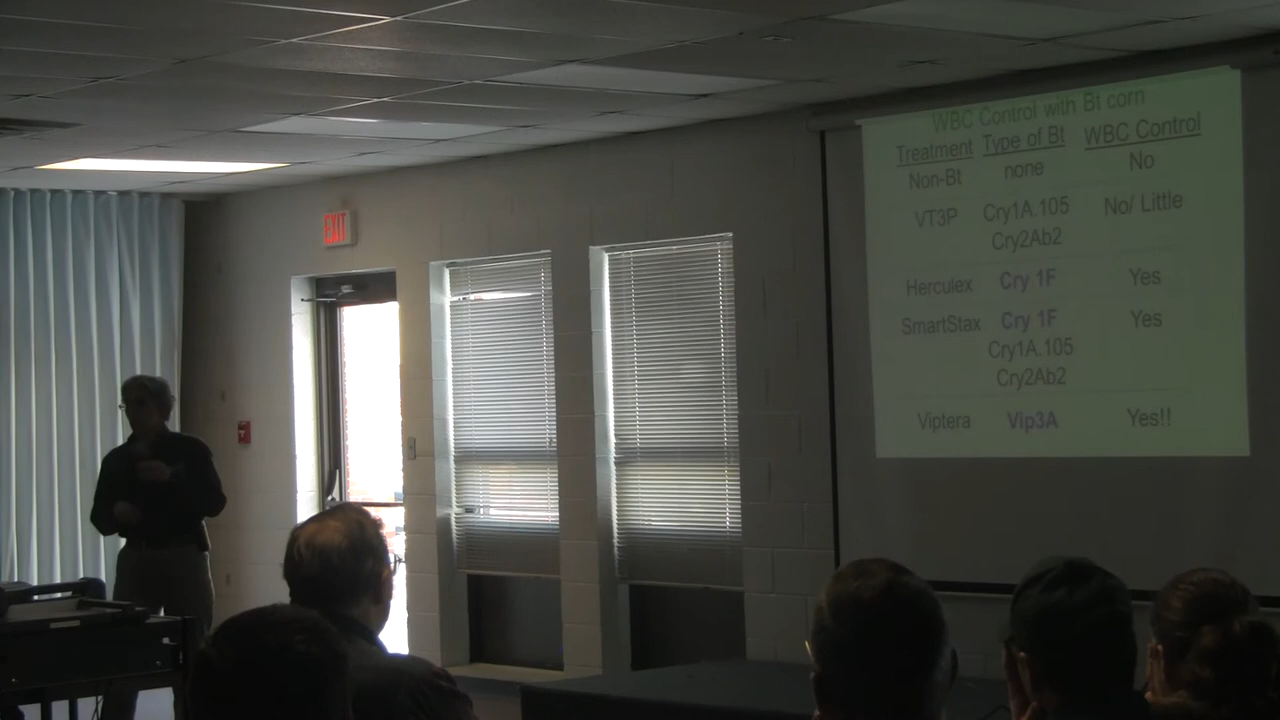 EXIT
WBC Control with Bt corn
Treatment Type of Bt WBC Control
Non-Bt none No
VT3P Cry1A.105 No/ Little
Cry2Ab2
Herculex Cry 1F Yes
SmartStax Cry 1F Yes
Cry1A.105
Cry2Ab2
Viptera Vip3A Yes!!